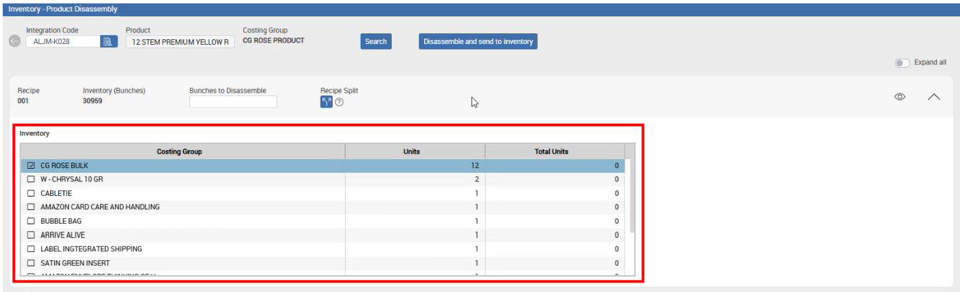 Inventory - Product Disassembly
Integration Code Product Costing Group
ALJM-K028 12 STEM PREMIUM YELLOW R CG ROSE PRODUCT Search Disassemble and send to inventory
Expand all
Recipe Inventory (Bunches) Bunches to Disassemble Recipe Split
001 30959
Inventory
Costing Group Units Total Units
CG ROSE BULK 12 0
W - CHRYSAL 10 GR 2 0
CABLETIE 1 0
AMAZON CARD CARE AND HANDLING 1 0
BUBBLE BAG 1 0
ARRIVE ALIVE 1 0
LABEL INGTEGRATED SHIPPING 1 0
SATIN GREEN INSERT 1 0